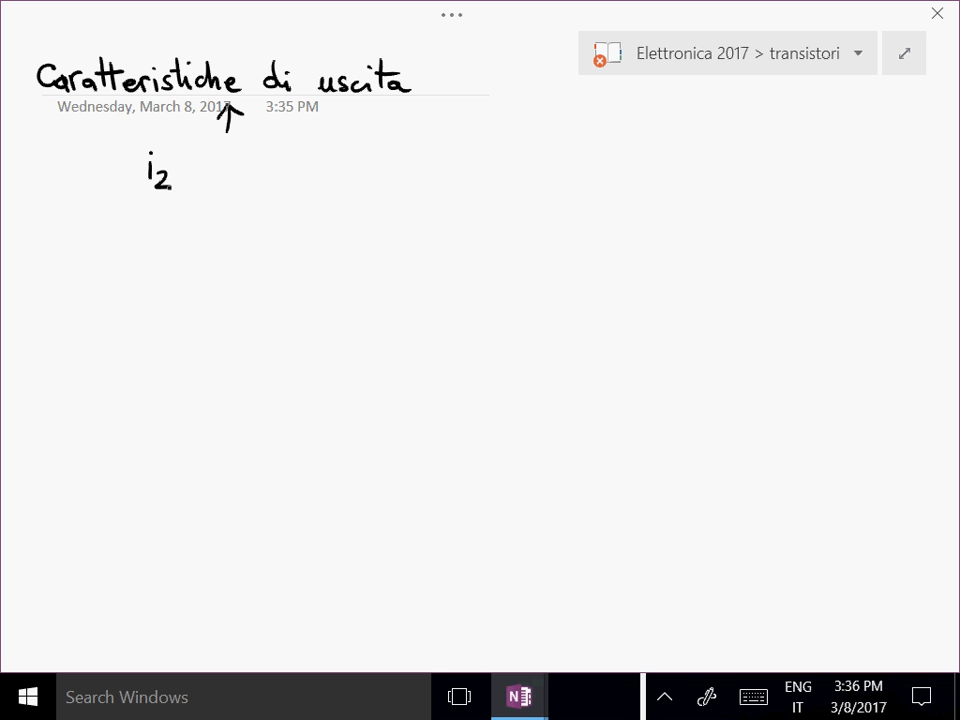 Elettronica 2017 > transistori
Caratteristiche di uscita
Wednesday, March 8, 2017 3:35 PM
i2
Search Windows
N
ENG
IT
3:36 PM
3/8/2017